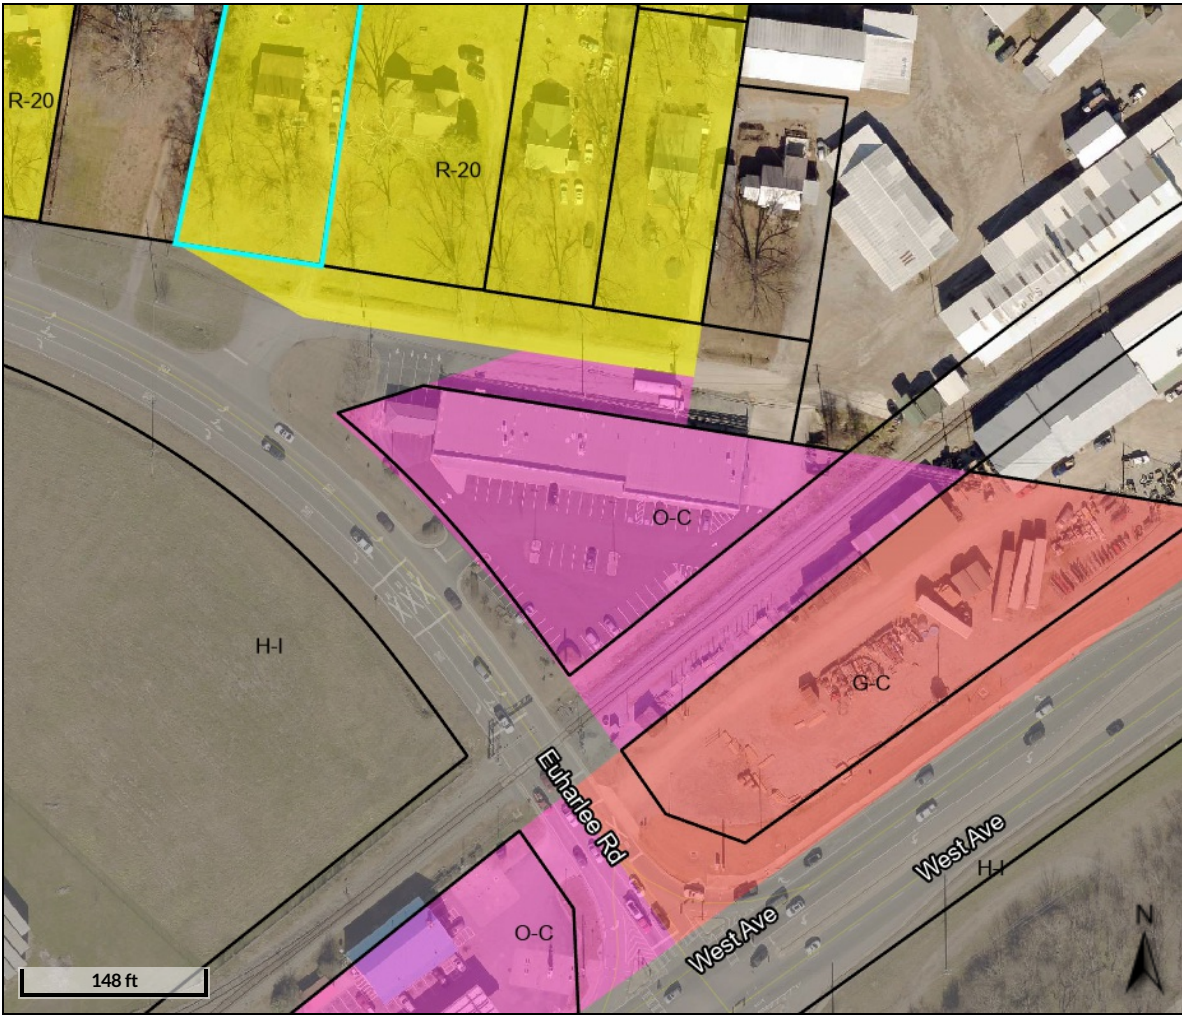 R-20
R-20
O-C
H-I
G-C
Euharlee Rd
West Ave
H-I
West Ave
O-C
N
148 ft